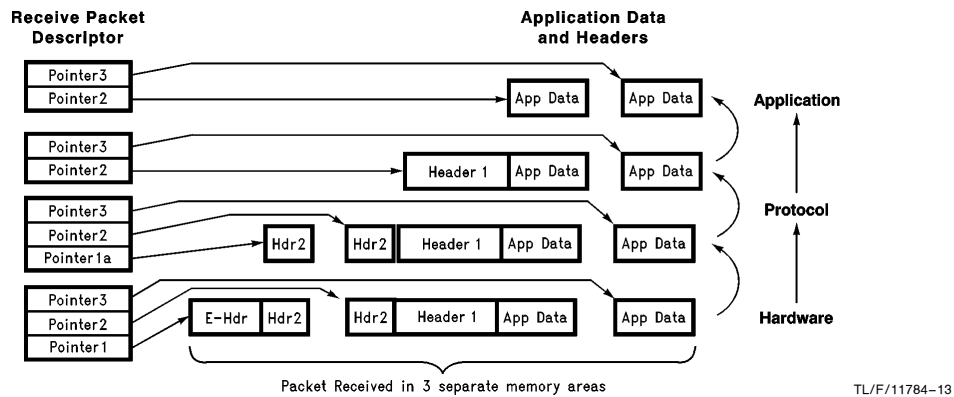 Receive Packet
Descriptor
Application Data
and Headers
Pointer3
Pointer2
App Data
App Data
Application
Pointer3
Pointer2
Header 1
App Data
App Data
Pointer3
Pointer2
Pointer1a
Hdr2
Hdr2
Header 1
App Data
App Data
Protocol
Pointer3
Pointer2
Pointer1
E-Hdr
Hdr2
Hdr2
Header 1
App Data
App Data
Hardware
Packet Received in 3 separate memory areas
TL/F/11784–13